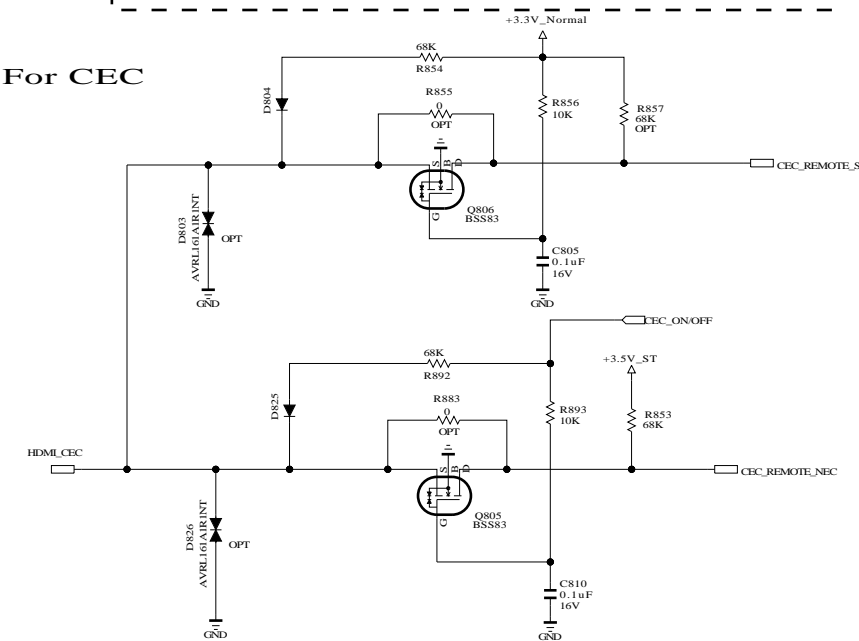 +3.3V_Normal
For CEC
68K
R854
D804
R855
0
OPT
R856
10K
R857
68K
OPT
S
B
D
G
CEC_REMOTE_S
Q806
BSS83
D803
AVRL161A1R1NT
OPT
GND
C805
0.1uF
16V
GND
CEC_ON/OFF
68K
R892
+3.5V_ST
D825
R883
0
OPT
R893
10K
R853
68K
HDMI_CEC
S
B
D
G
CEC_REMOTE_NEC
Q805
BSS83
D826
AVRL161A1R1NT
OPT
GND
C810
0.1uF
16V
GND